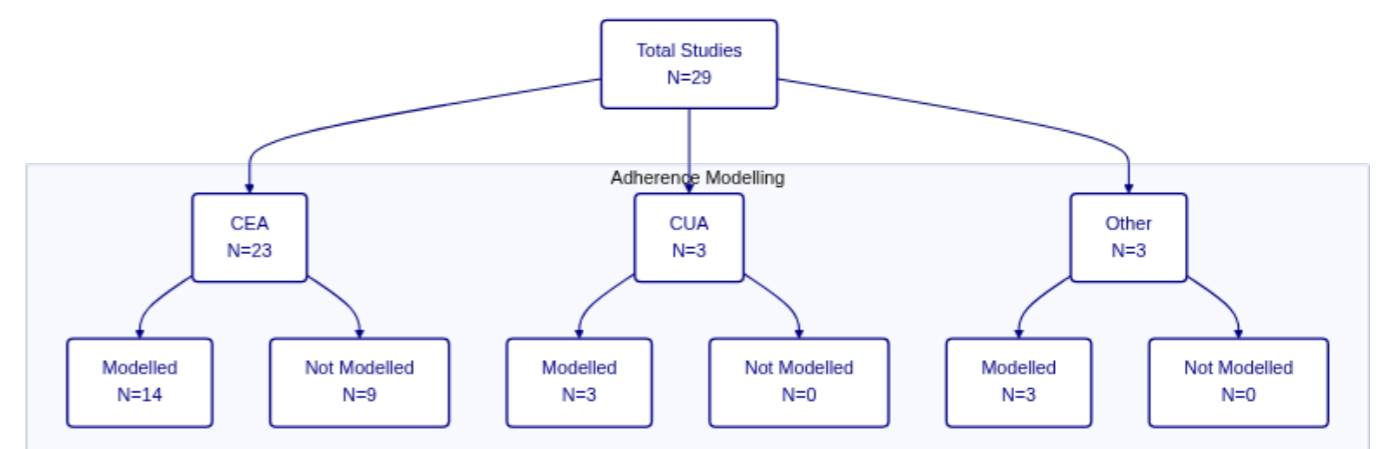 Total Studies
N=29
Adherence Modelling
CEA
N=23
CUA
N=3
Other
N=3
Modelled
N=14
Not Modelled
N=9
Modelled
N=3
Not Modelled
N=0
Modelled
N=3
Not Modelled
N=0